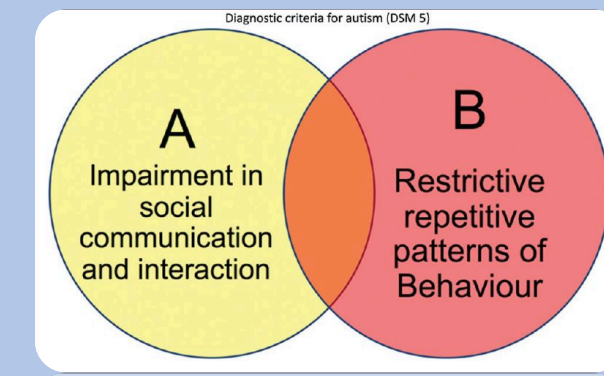 Diagnostic criteria for autism (DSM 5)
A
Impairment in
social
communication
and interaction
B
Restrictive
repetitive
patterns of
Behaviour